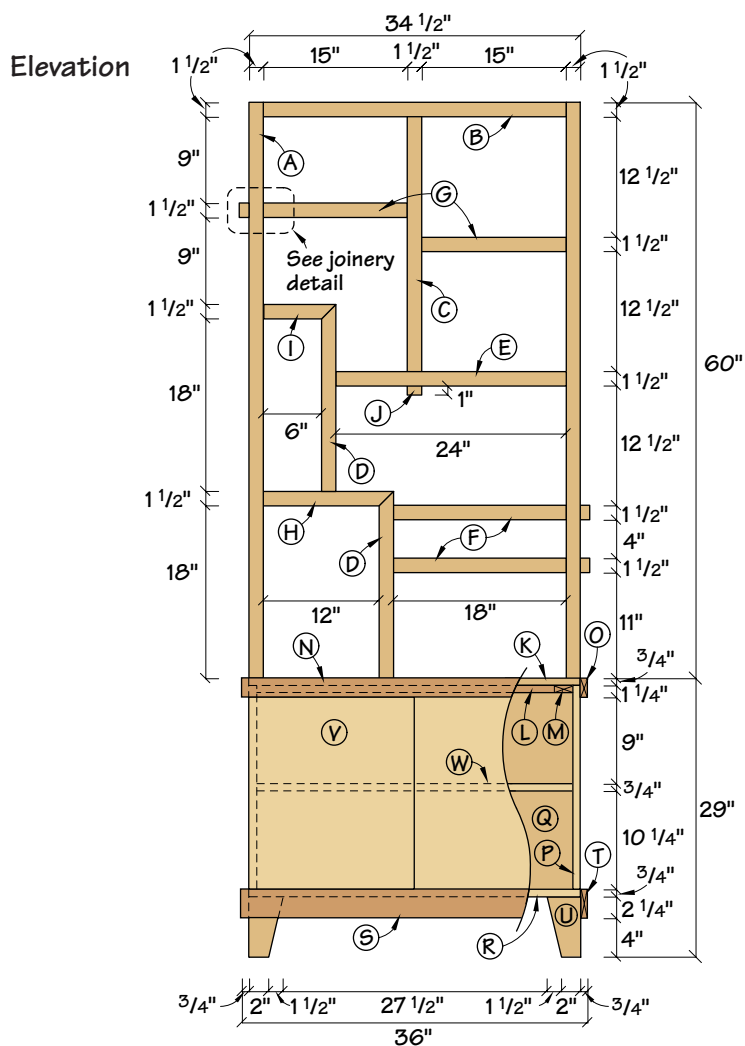 34 1/2"
Elevation
1 1/2" 15" 1 1/2" 15" 1 1/2"
B
9" A 12 1/2"
G
1 1/2"
1 1/2"
9" See joinery
detail
C 12 1/2"
1 1/2"
I E
60"
1 1/2"
J 1"
18" 6" 24" 12 1/2"
D
1 1/2"
H F 1 1/2"
4"
D 1 1/2"
18"
12" 18" 11"
N K O
3/4"
1 1/4"
V L M 9"
W
3/4"
29"
Q 10 1/4"
P T
3/4"
U 2 1/4"
S R 4"
3/4" 2" 1 1/2" 27 1/2" 1 1/2" 2" 3/4"
36"